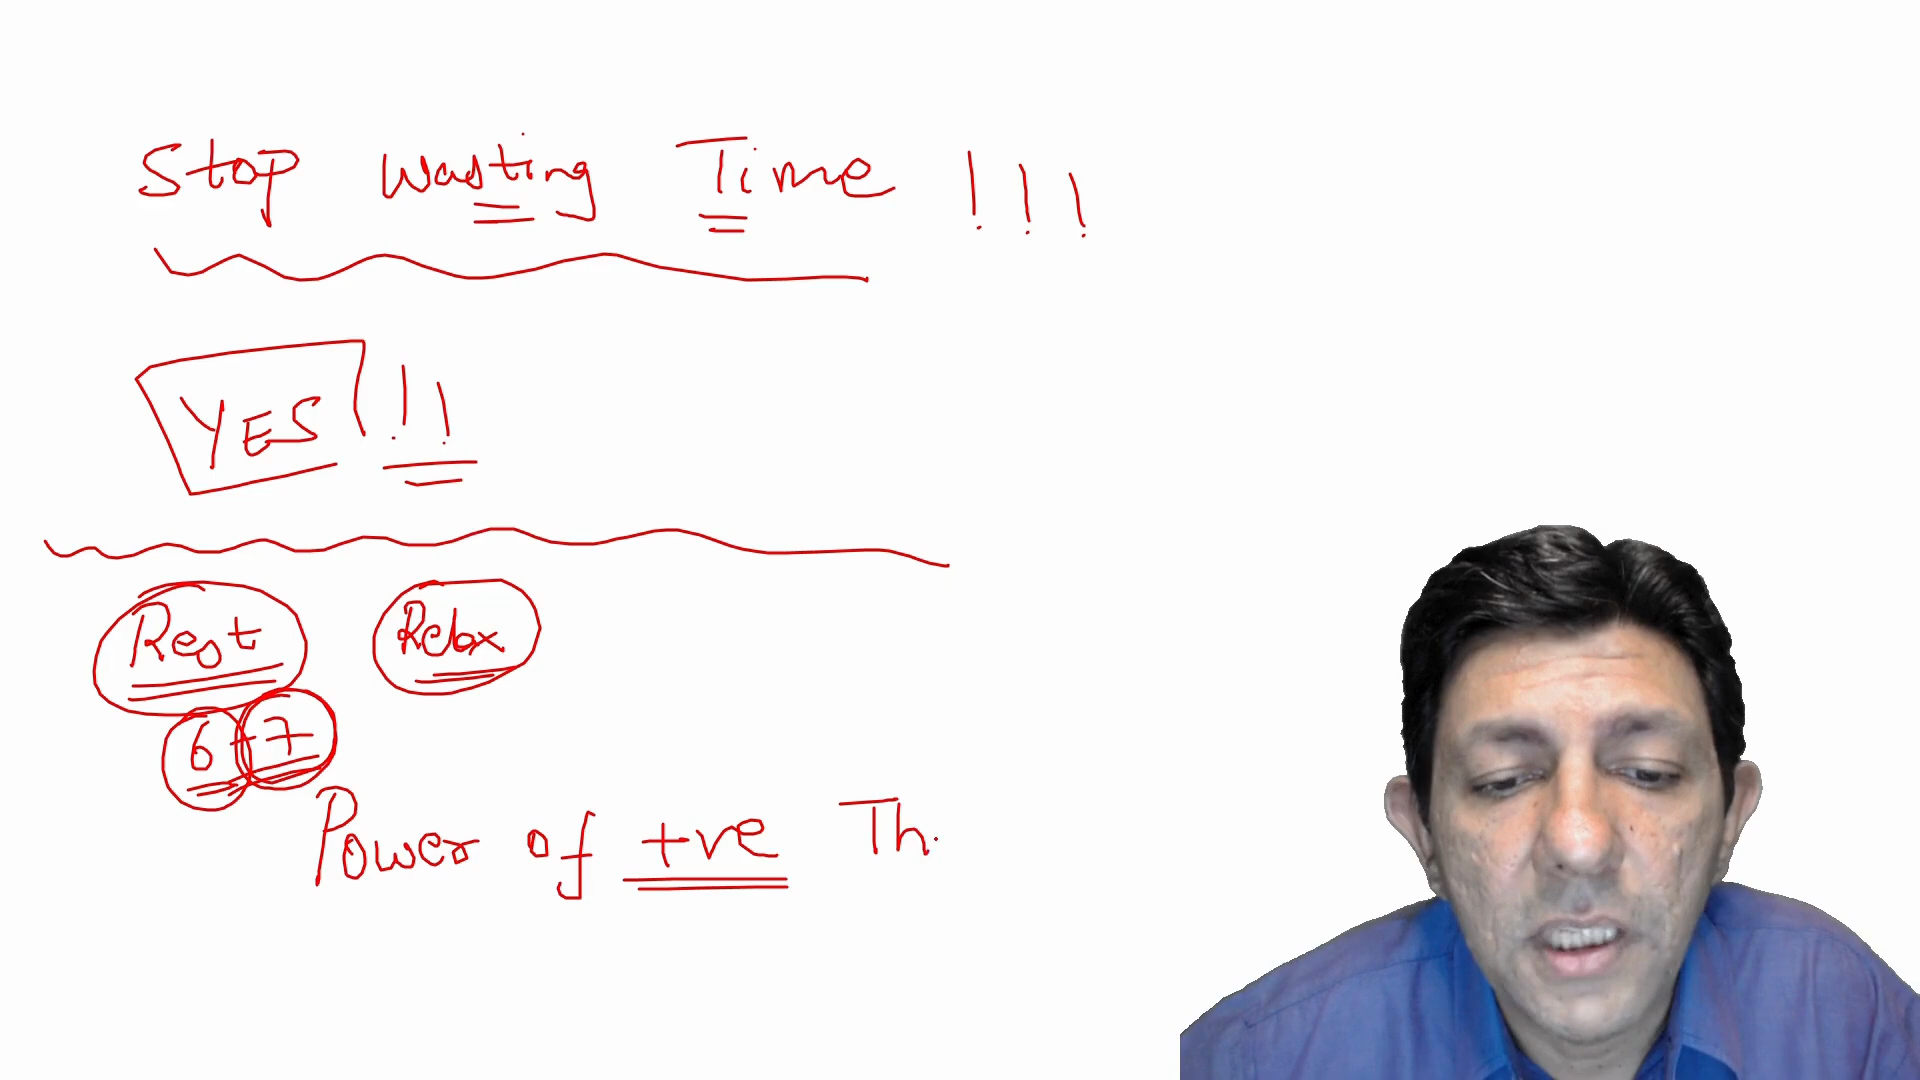 Stop Wasting Time !!!
YES !!
Rest Relax
6-7
Power of +ve Th